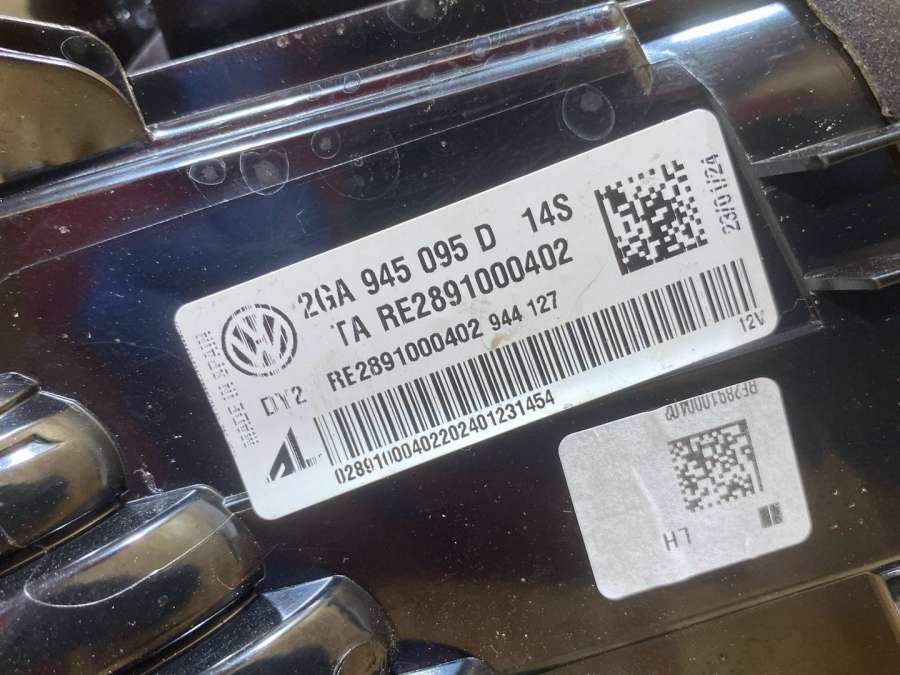 2GA 945 095 D 14S
TA RE2891000402
RE2891000402 944 127
23/01/24
MADE IN SPAIN
DY2
12V
02891000402202401231454
RE2891000402
LH